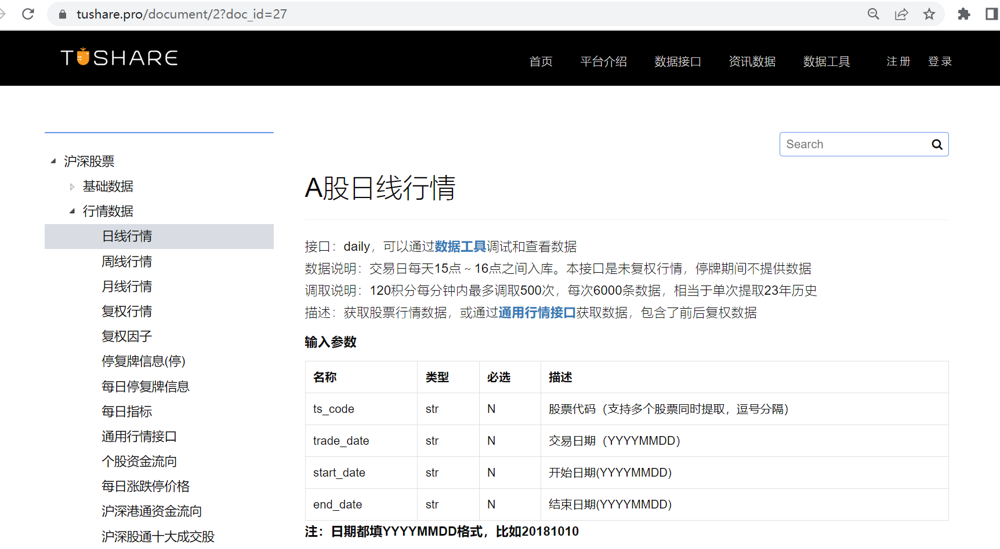 tushare.pro/document/2?doc_id=27
TUSHARE
首页 平台介绍 数据接口 资讯数据 数据工具 注册 登录
Search
沪深股票
基础数据
行情数据
日线行情
周线行情
月线行情
复权行情
复权因子
停复牌信息(停)
每日停复牌信息
每日指标
通用行情接口
个股资金流向
每日涨跌停价格
沪深港通资金流向
沪深股通十大成交股
A股日线行情
接口：daily，可以通过数据工具调试和查看数据
数据说明：交易日每天15点～16点之间入库。本接口是未复权行情，停牌期间不提供数据
调取说明：120积分每分钟内最多调取500次，每次6000条数据，相当于单次提取23年历史
描述：获取股票行情数据，或通过通用行情接口获取数据，包含了前后复权数据
输入参数
名称 类型 必选 描述
ts_code str N 股票代码（支持多个股票同时提取，逗号分隔）
trade_date str N 交易日期（YYYYMMDD）
start_date str N 开始日期(YYYYMMDD)
end_date str N 结束日期(YYYYMMDD)
注：日期都填YYYYMMDD格式，比如20181010